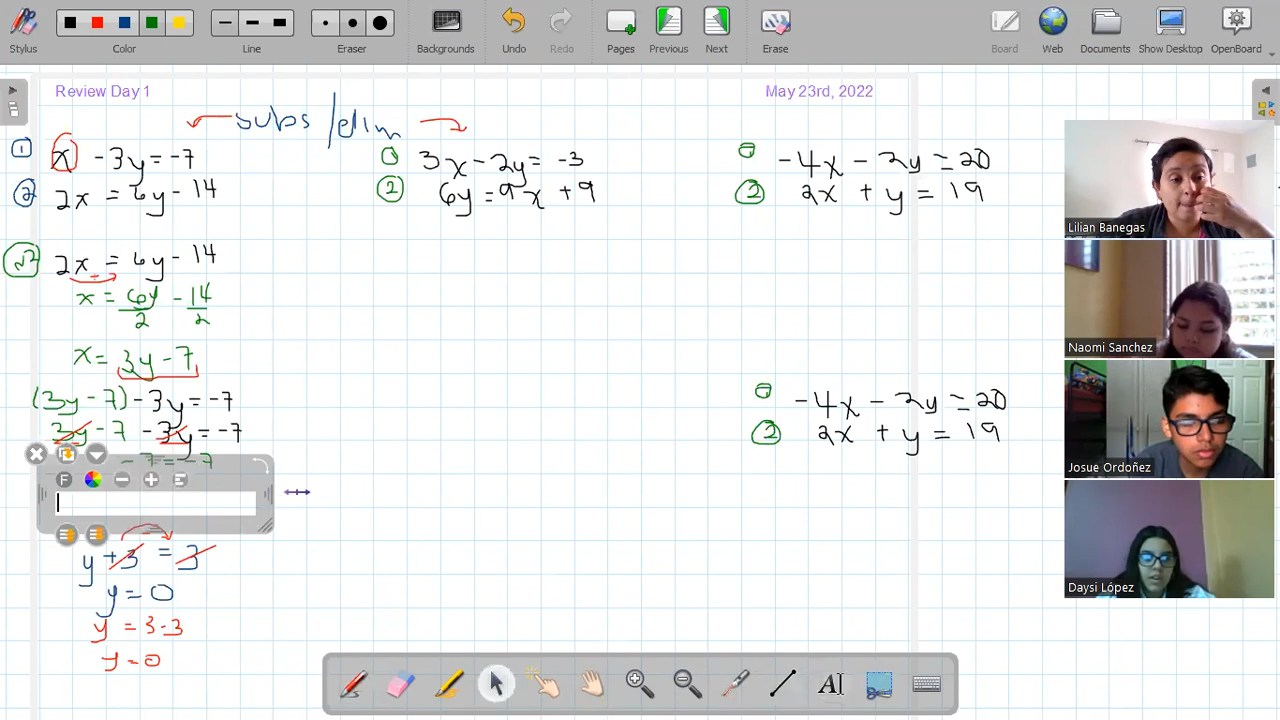 Stylus
Color
Line
Eraser
Backgrounds
Undo
Redo
Pages
Previous
Next
Erase
Board
Web
Documents
Show Desktop
OpenBoard
Review Day 1
May 23rd, 2022
subs / elim
① x - 3y = -7
② 2x = 6y - 14
2x = 6y - 14
x = 6y/2 - 14/2
x = 3y - 7
(3y - 7) - 3y = -7
3y - 7 - 3y = -7
- 7 = -7
F
y + 3 = 3
y = 0
y = 3-3
y = 0
① 3x - 2y = -3
② 6y = 9x + 9
① -4x - 2y = 20
② 2x + y = 19
① -4x - 2y = 20
② 2x + y = 19
Lilian Banegas
Naomi Sanchez
Josue Ordoñez
Daysi López